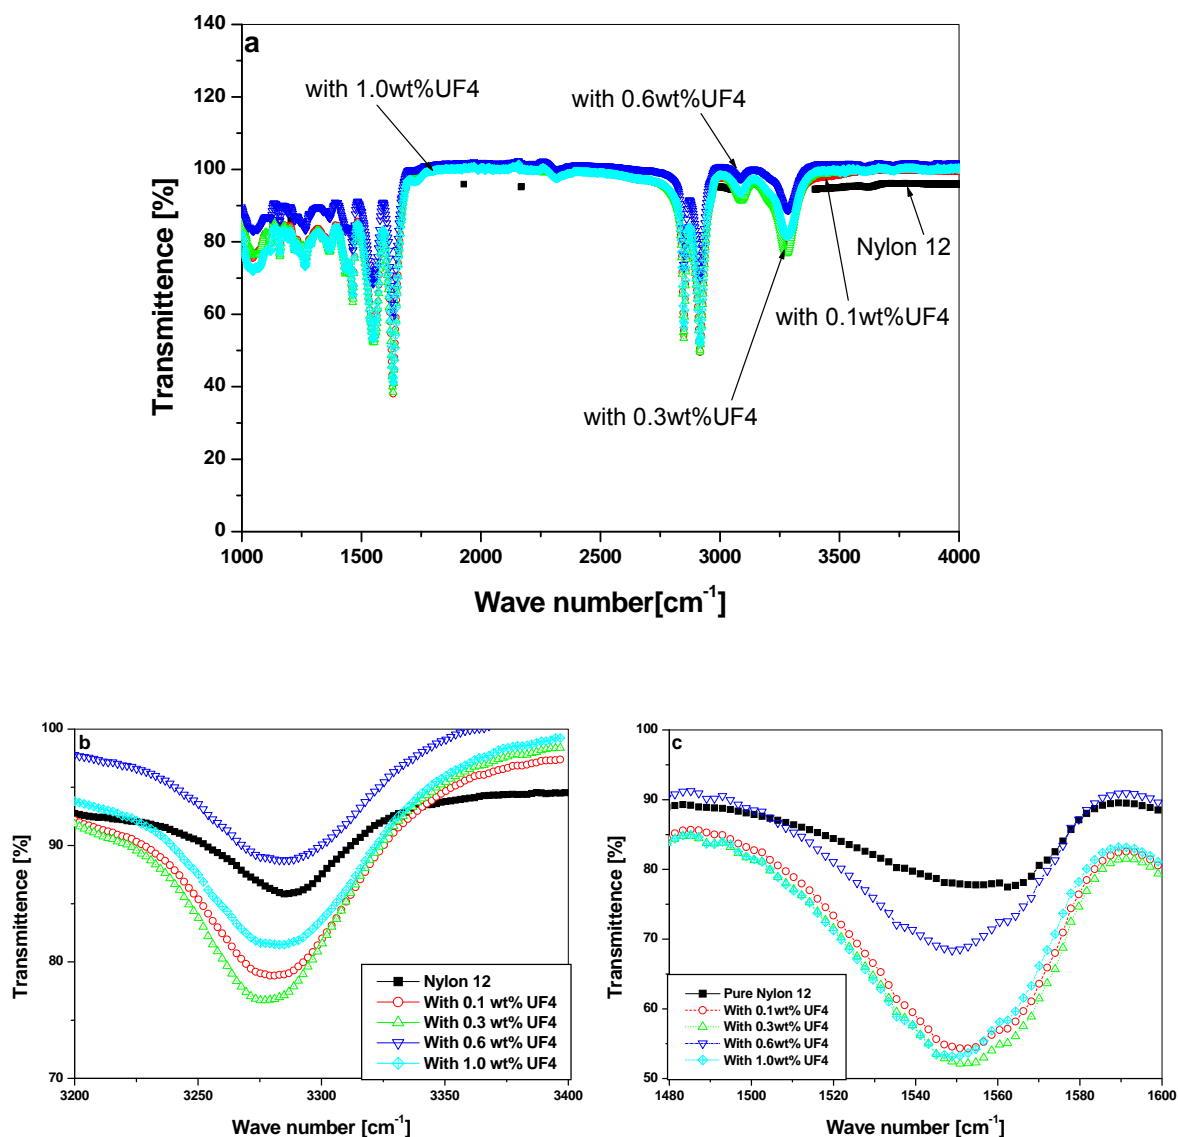 140
a
120
100
80
60
40
20
0
Transmittence [%]
with 1.0wt%UF4
with 0.6wt%UF4
Nylon 12
with 0.1wt%UF4
with 0.3wt%UF4
1000 1500 2000 2500 3000 3500 4000
Wave number[cm-1]
100
b
90
80
70
Transmittence [%]
Nylon 12
With 0.1 wt% UF4
With 0.3 wt% UF4
With 0.6 wt% UF4
With 1.0 wt% UF4
3200 3250 3300 3350 3400
Wave number [cm-1]
100
c
90
80
70
60
50
Transmittence [%]
Pure Nylon 12
With 0.1wt% UF4
With 0.3wt% UF4
With 0.6wt% UF4
With 1.0wt% UF4
1480 1500 1520 1540 1560 1580 1600
Wave number [cm-1]